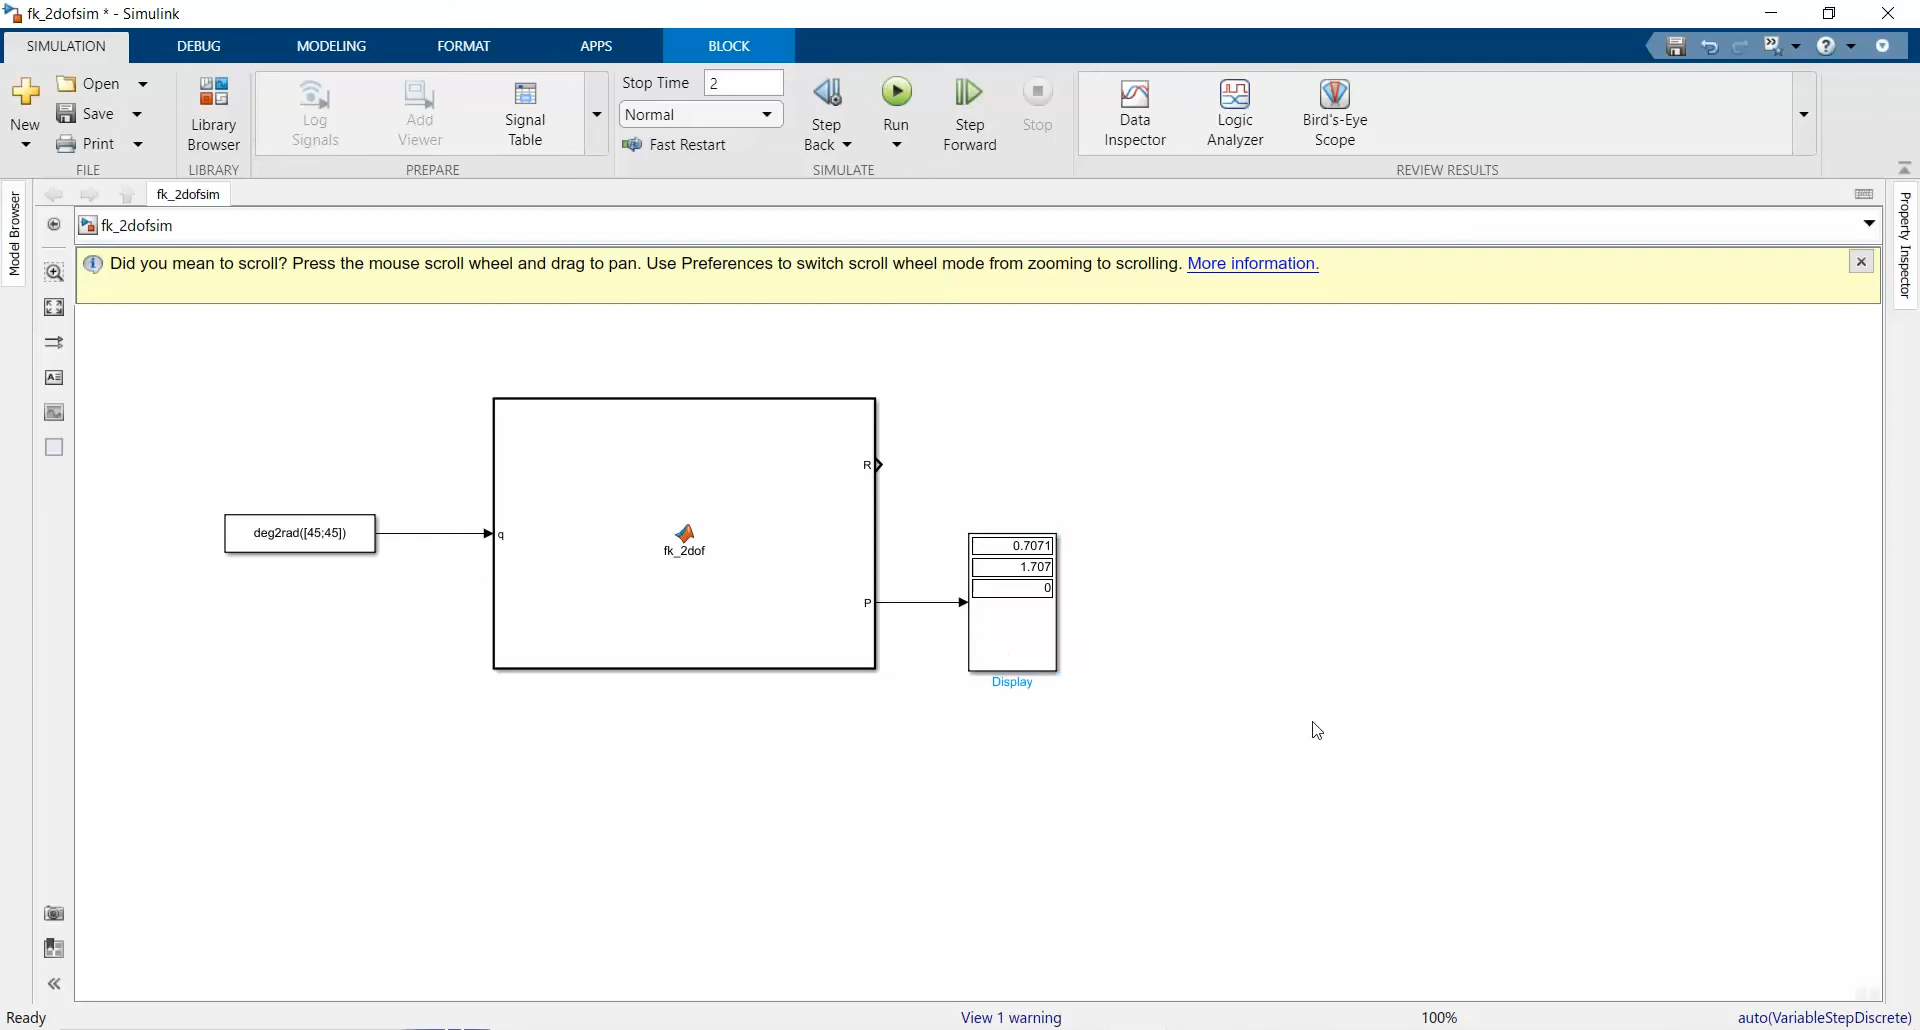 fk_2dofsim * - Simulink
SIMULATION DEBUG MODELING FORMAT APPS BLOCK
New
Open
Save
Print
FILE
Library
Browser
LIBRARY
Log
Signals
Add
Viewer
Signal
Table
PREPARE
Stop Time 2
Normal
Fast Restart
Step
Back
Run
Step
Forward
Stop
SIMULATE
Data
Inspector
Logic
Analyzer
Bird's-Eye
Scope
REVIEW RESULTS
Model Browser
fk_2dofsim
fk_2dofsim
Property Inspector
Did you mean to scroll? Press the mouse scroll wheel and drag to pan. Use Preferences to switch scroll wheel mode from zooming to scrolling. More information.
deg2rad([45;45])
q
fk_2dof
R
P
0.7071
1.707
0
Display
Ready
View 1 warning
100%
auto(VariableStepDiscrete)